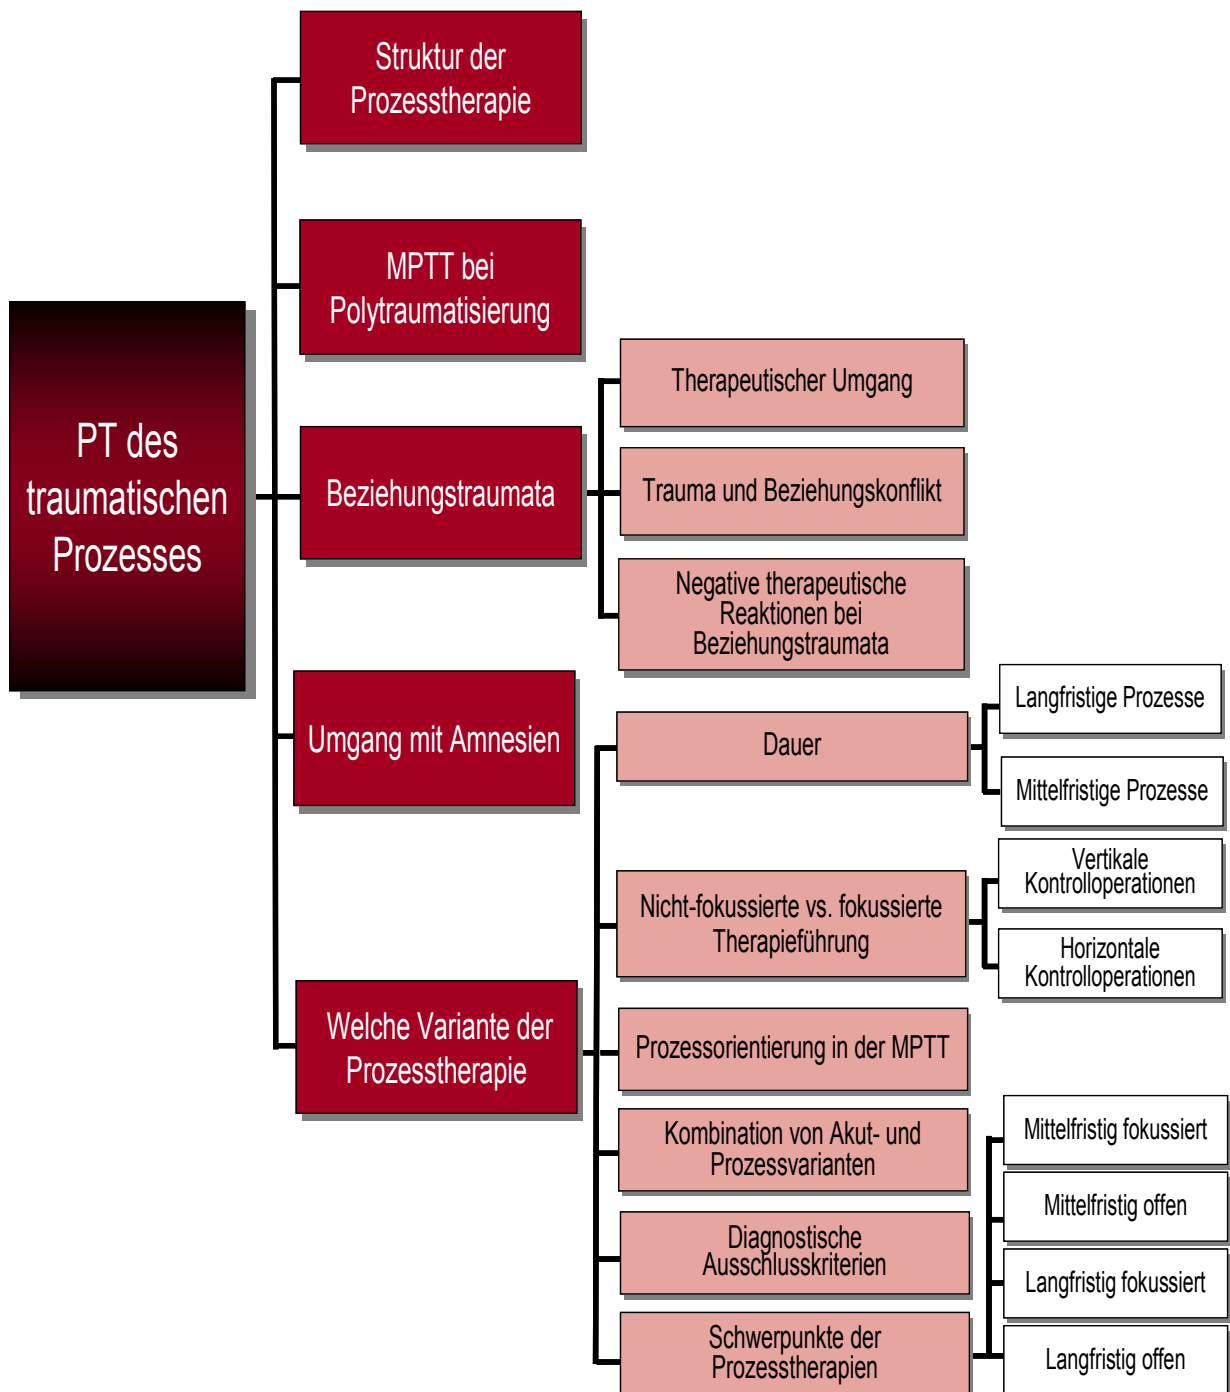 PT des
traumatischen
Prozesses
Struktur der
Prozesstherapie
MPTT bei
Polytraumatisierung
Beziehungstraumata
Therapeutischer Umgang
Trauma und Beziehungskonflikt
Negative therapeutische
Reaktionen bei
Beziehungstraumata
Umgang mit Amnesien
Welche Variante der
Prozesstherapie
Dauer
Langfristige Prozesse
Mittelfristige Prozesse
Nicht-fokussierte vs. fokussierte
Therapieführung
Vertikale
Kontrolloperationen
Horizontale
Kontrolloperationen
Prozessorientierung in der MPTT
Kombination von Akut- und
Prozessvarianten
Diagnostische
Ausschlusskriterien
Schwerpunkte der
Prozesstherapien
Mittelfristig fokussiert
Mittelfristig offen
Langfristig fokussiert
Langfristig offen